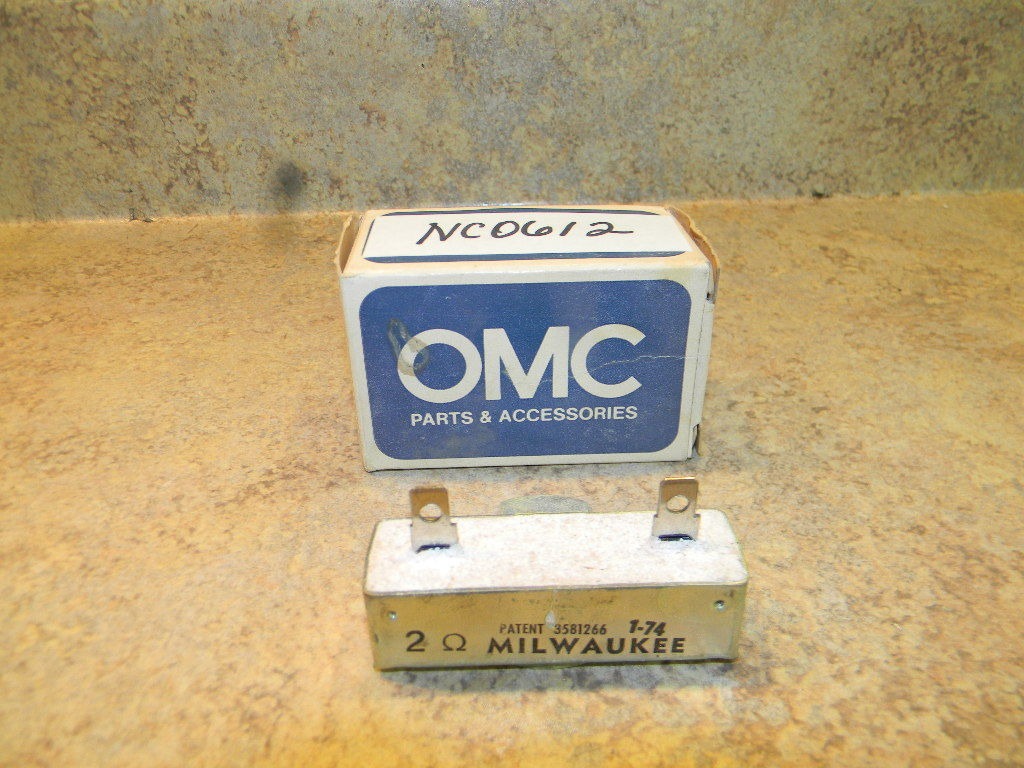 NC0612
OMC
PARTS & ACCESSORIES
PATENT 3581266 1-74
2 Ω MILWAUKEE